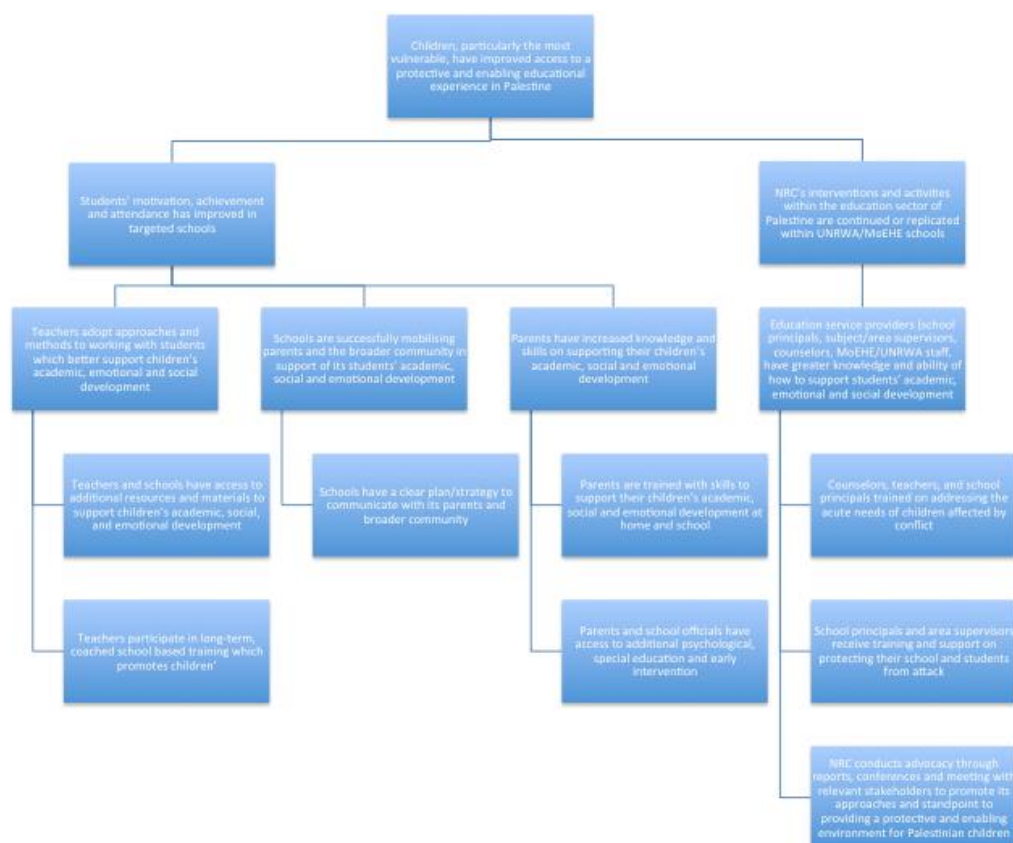 Children, particularly the most
vulnerable, have improved access to a
protective and enabling educational
experience in Palestine
Students' motivation, achievement
and attendance has improved in
targeted schools
NRC's interventions and activities
within the education sector of
Palestine are continued or replicated
within UNRWA/MoEHE schools
Teachers adopt approaches and
methods to working with students
which better support children's
academic, emotional and social
development
Schools are successfully mobilising
parents and the broader community in
support of its students' academic,
social and emotional development
Parents have increased knowledge and
skills on supporting their children's
academic, social and emotional
development
Education service providers (school
principals, subject/area supervisors,
counselors, MoEHE/UNRWA staff,
have greater knowledge and ability of
how to support students' academic,
emotional and social development
Teachers and schools have access to
additional resources and materials to
support children's academic, social,
and emotional development
Schools have a clear plan/strategy to
communicate with its parents and
broader community
Parents are trained with skills to
support their children's academic,
social and emotional development at
home and school
Counselors, teachers, and school
principals trained on addressing the
acute needs of children affected by
conflict
Teachers participate in long-term,
coached school based training which
promotes children'
Parents and school officials have
access to additional psychological,
special education and early
intervention
School principals and area supervisors
receive training and support on
protecting their school and students
from attack
NRC conducts advocacy through
reports, conferences and meeting with
relevant stakeholders to promote its
approaches and standpoint to
providing a protective and enabling
environment for Palestinian children